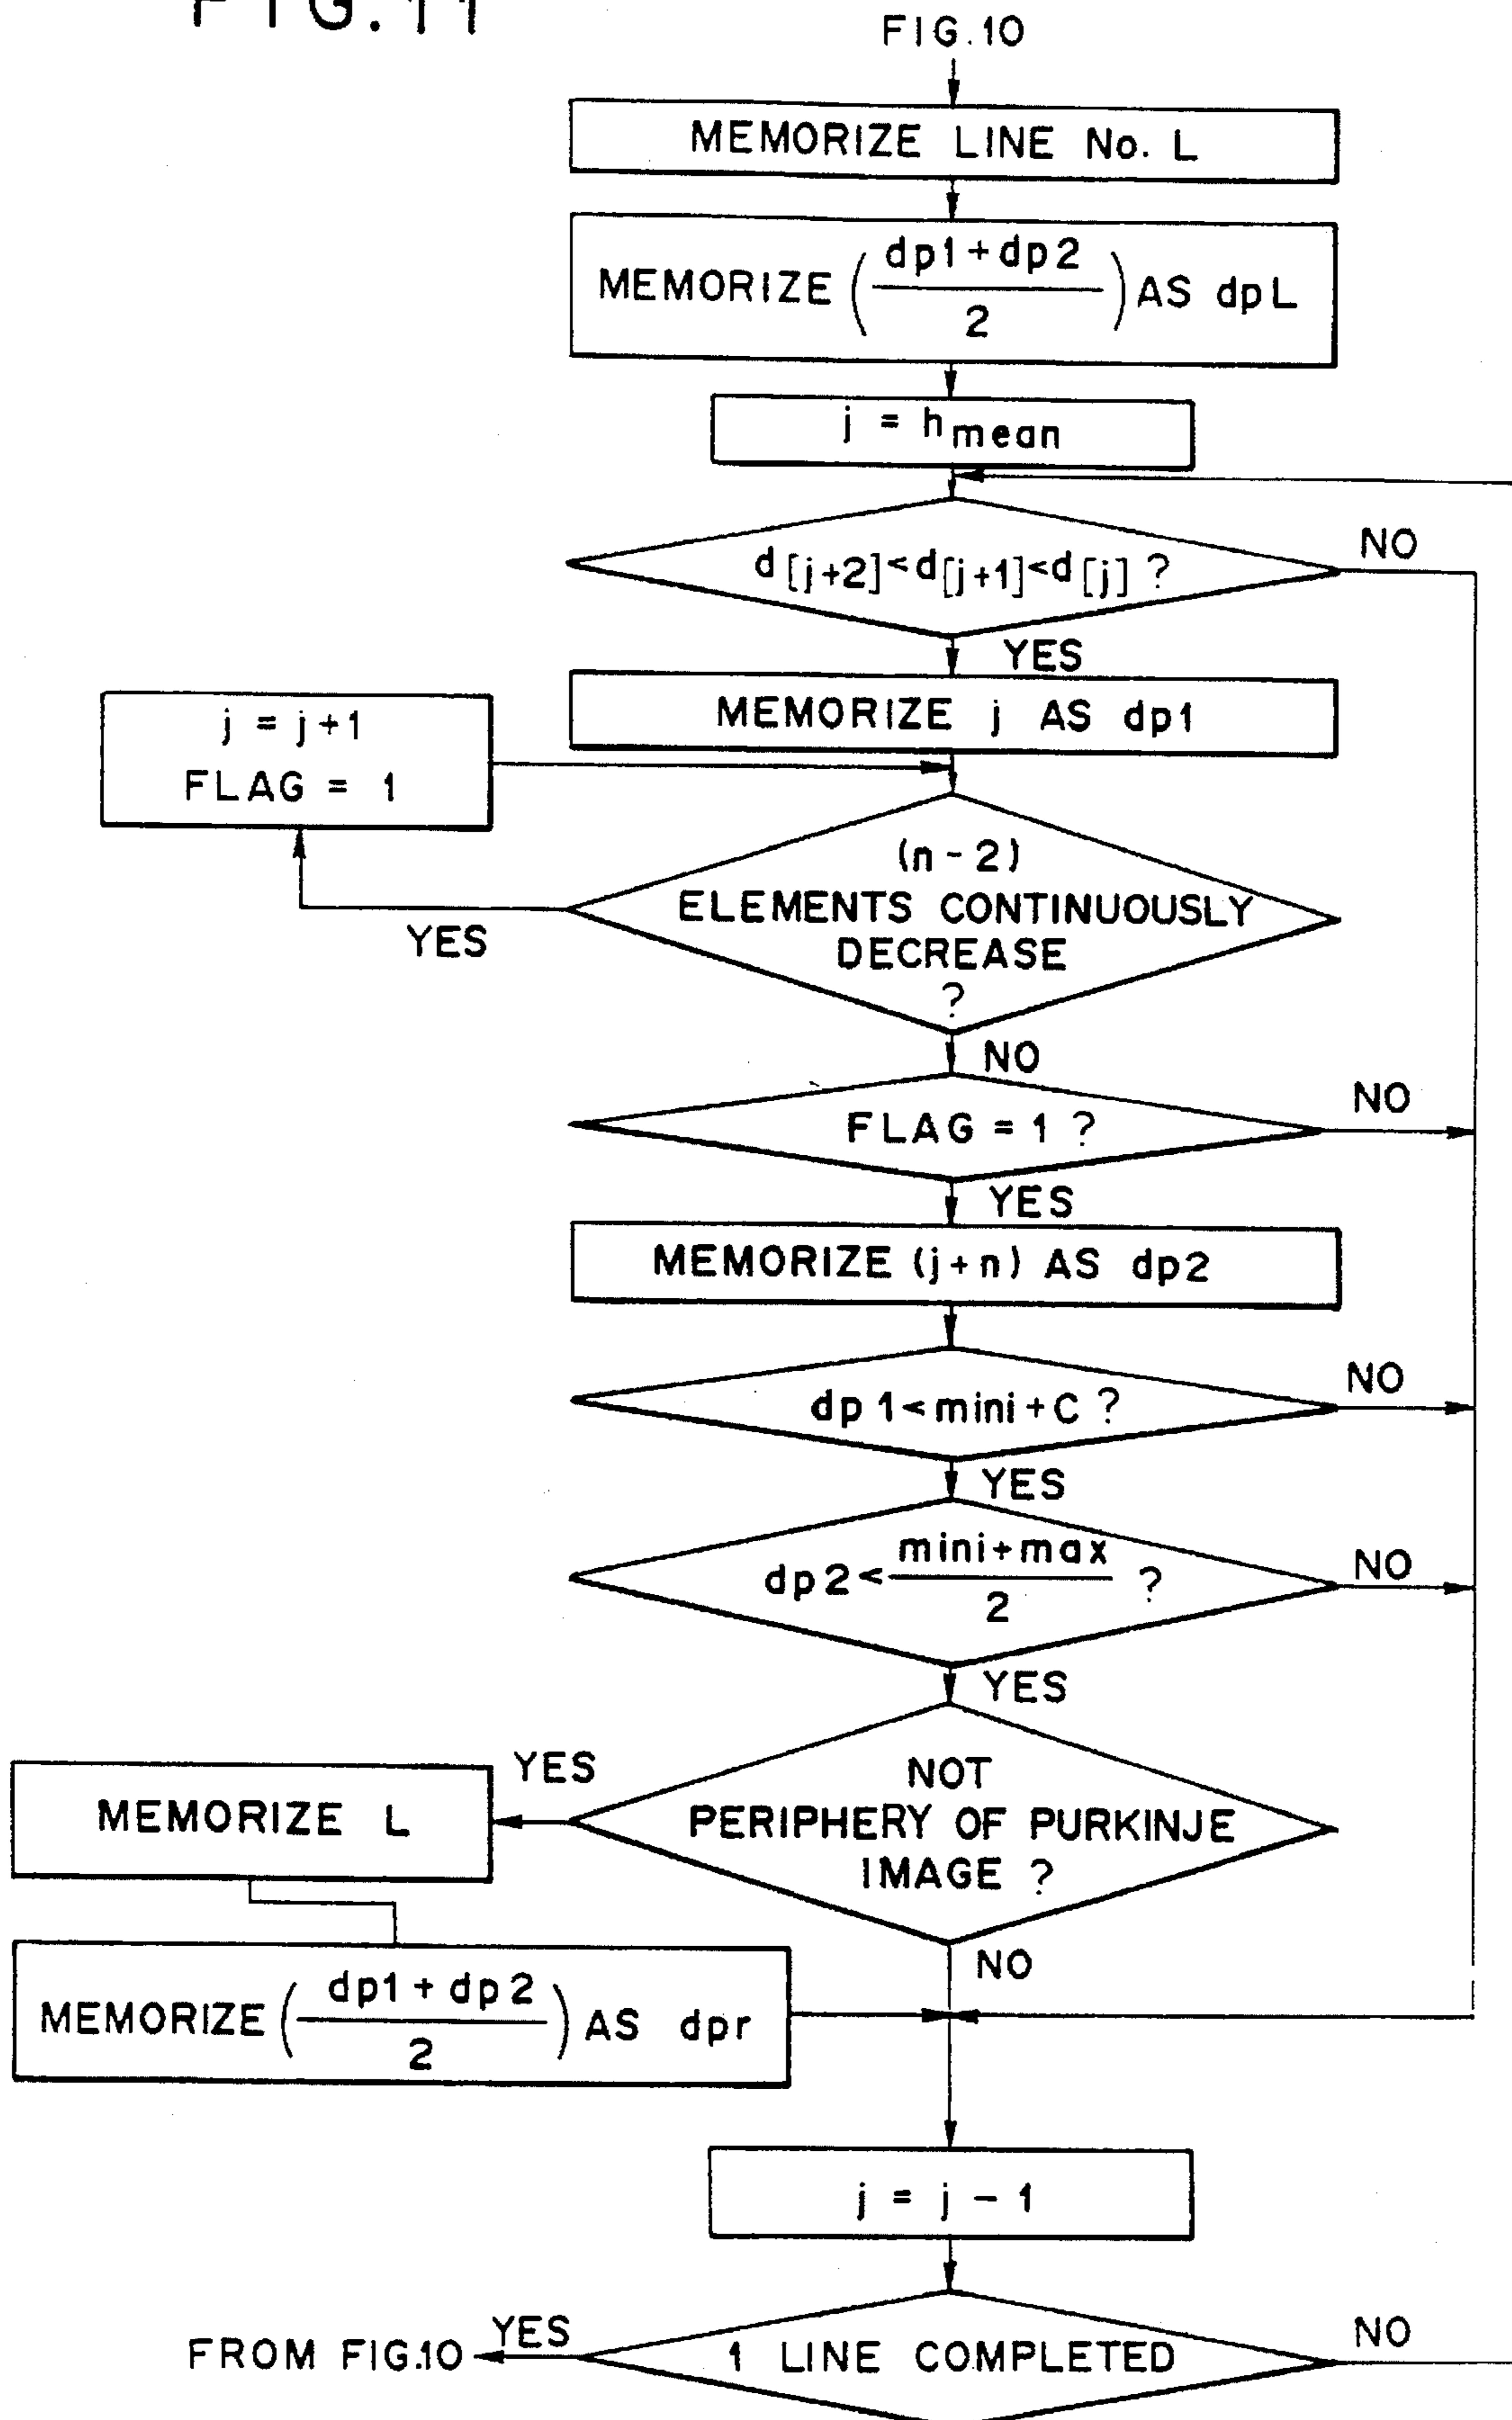 FIG. 11
FIG.10
MEMORIZE LINE No. L
MEMORIZE (dp1+dp2/2) AS dpL
j = hmean
d[j+2]<d[j+1]<d[j] ?
NO
YES
MEMORIZE j AS dp1
j = j+1
FLAG = 1
(n-2)
ELEMENTS CONTINUOUSLY
DECREASE
?
YES
NO
FLAG = 1 ?
NO
YES
MEMORIZE (j+n) AS dp2
dp1<mini+C ?
NO
YES
dp2<mini+max/2 ?
NO
YES
NOT
PERIPHERY OF PURKINJE
IMAGE ?
YES
MEMORIZE L
NO
MEMORIZE (dp1+dp2/2) AS dpr
j = j - 1
1 LINE COMPLETED
YES
FROM FIG.10
NO